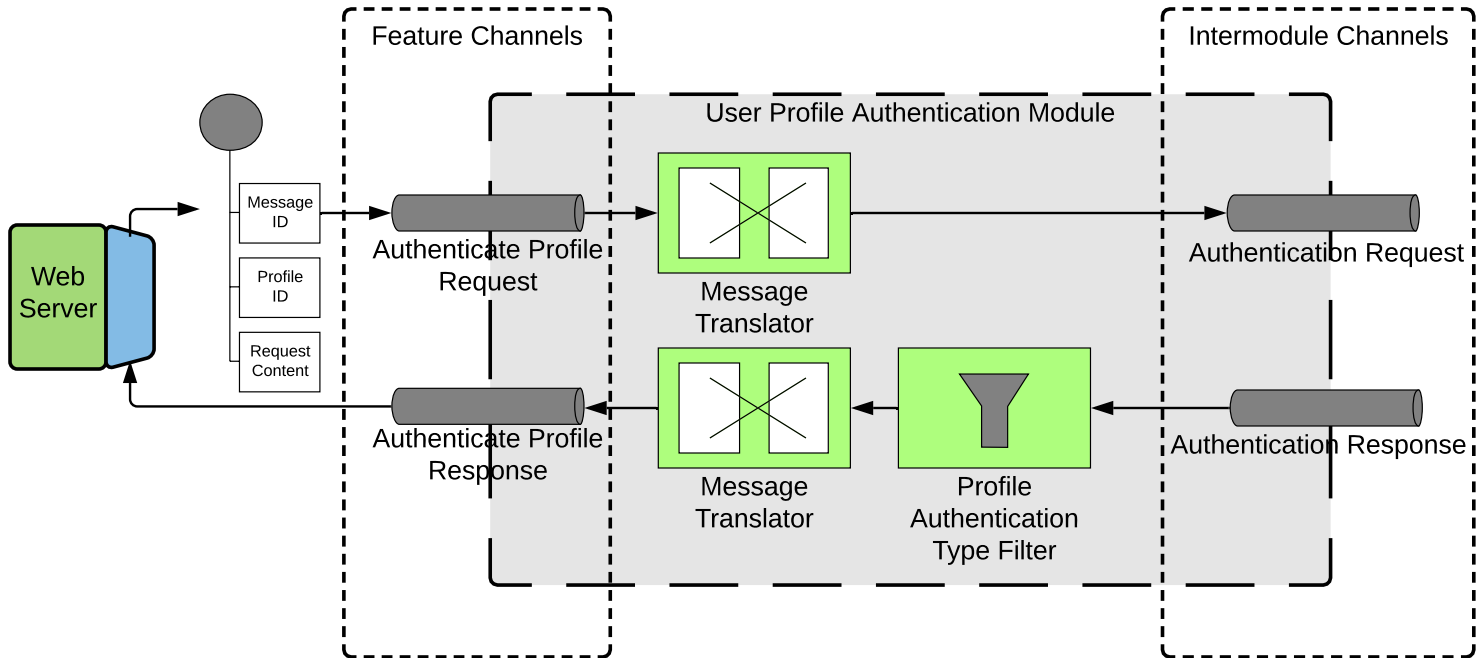 Feature Channels
Intermodule Channels
User Profile Authentication Module
Message
ID
Profile
ID
Request
Content
Web
Server
Authenticate Profile
Request
Message
Translator
Authentication Request
Authenticate Profile
Response
Message
Translator
Profile
Authentication
Type Filter
Authentication Response